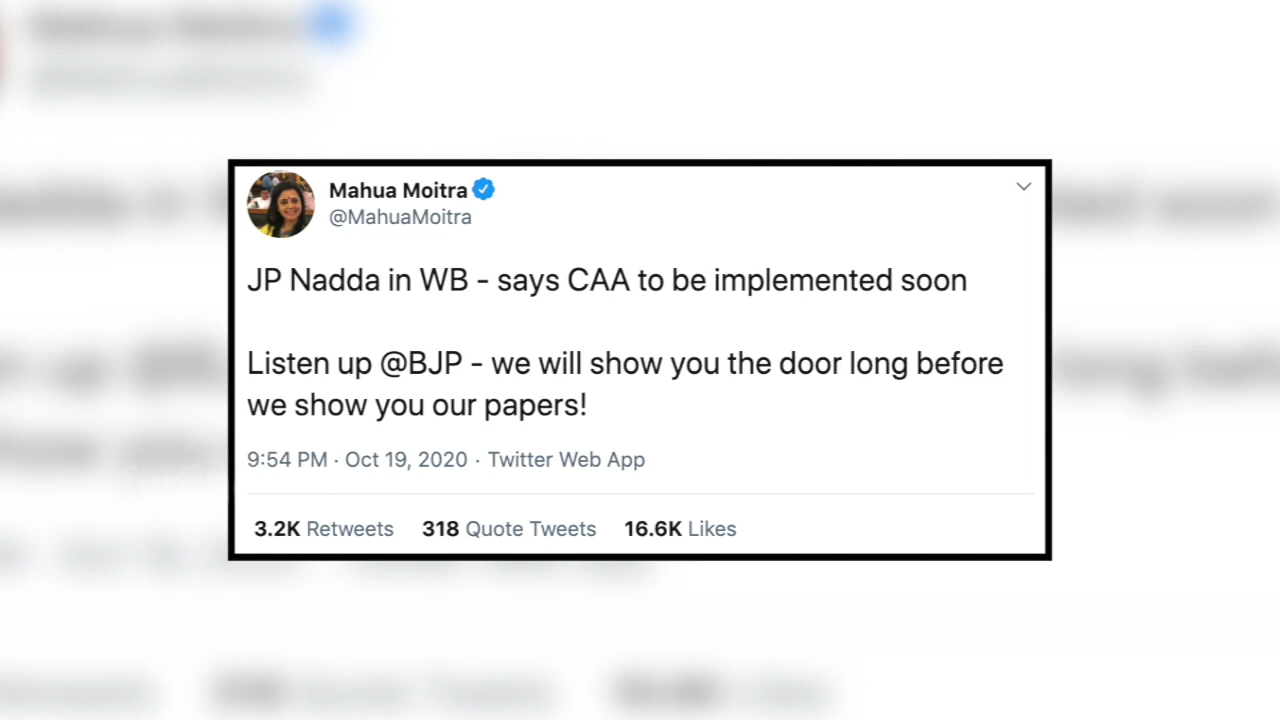 Mahua Moitra
@MahuaMoitra
JP Nadda in WB - says CAA to be implemented soon
Listen up @BJP - we will show you the door long before
we show you our papers!
9:54 PM · Oct 19, 2020 · Twitter Web App
3.2K Retweets 318 Quote Tweets 16.6K Likes